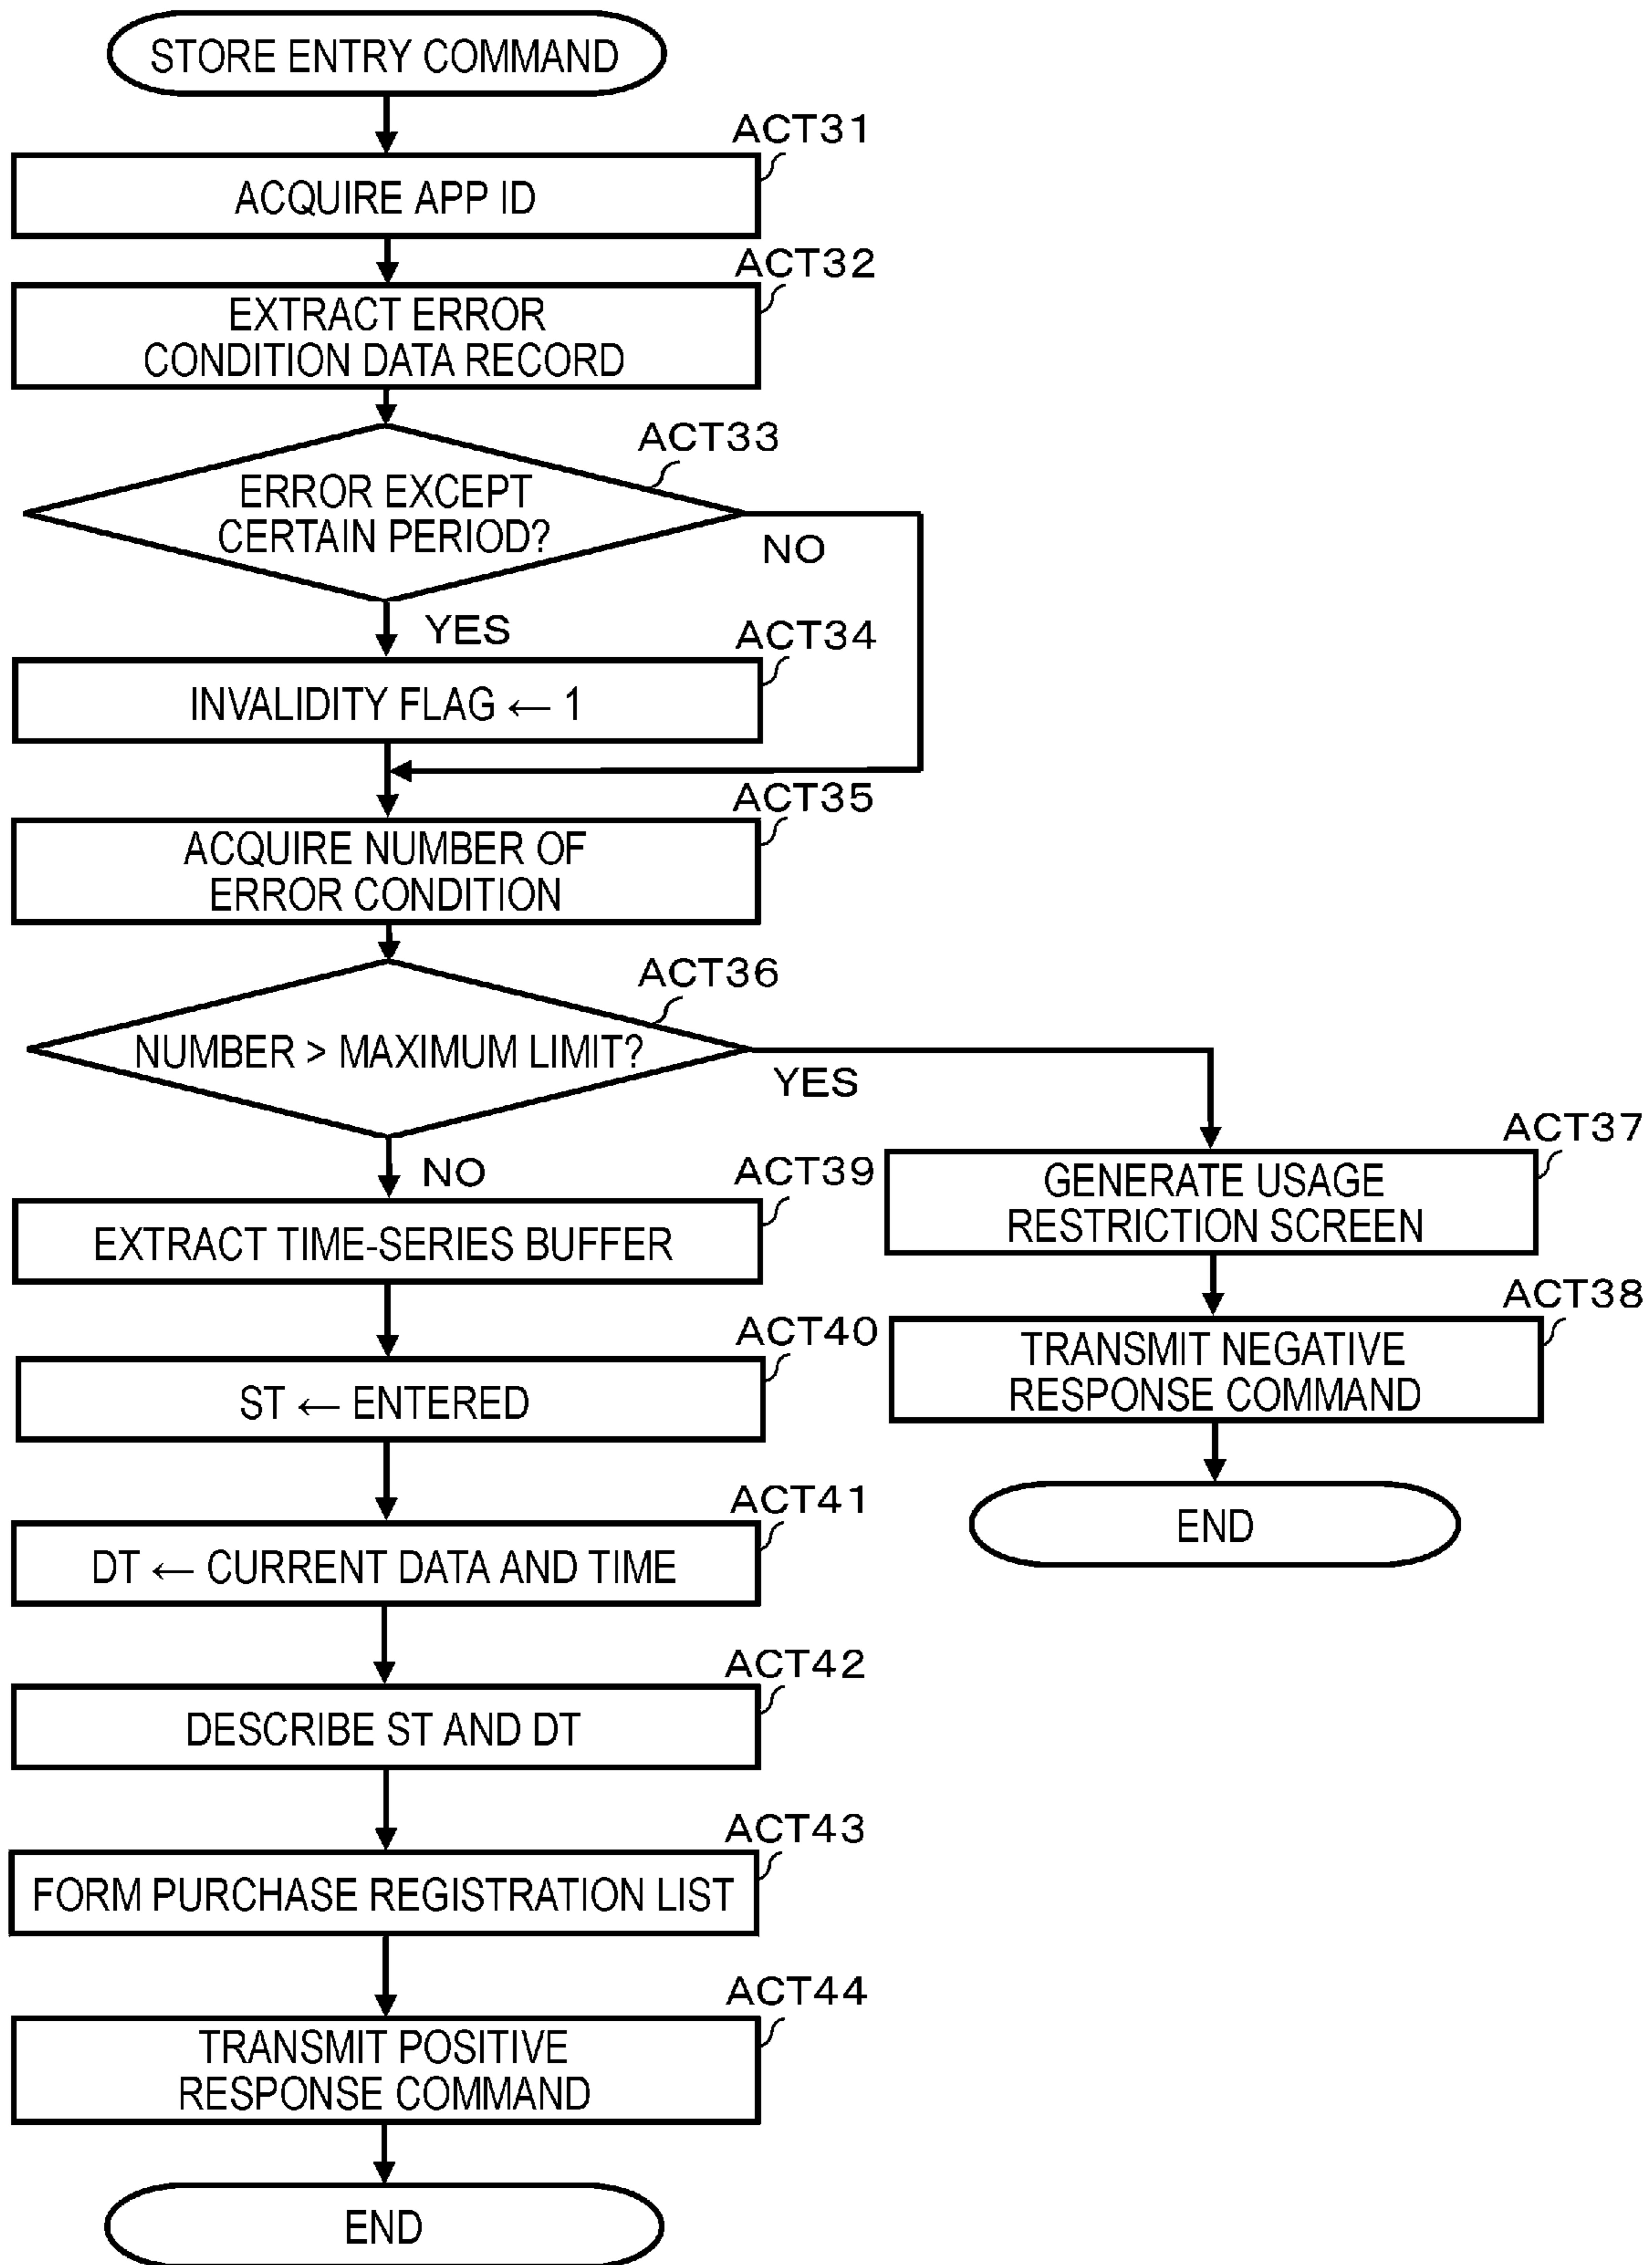 STORE ENTRY COMMAND
ACT31
ACQUIRE APP ID
ACT32
EXTRACT ERROR
CONDITION DATA RECORD
ACT33
ERROR EXCEPT
CERTAIN PERIOD?
NO
YES
ACT34
INVALIDITY FLAG ← 1
ACT35
ACQUIRE NUMBER OF
ERROR CONDITION
ACT36
NUMBER > MAXIMUM LIMIT?
YES
NO
ACT37
GENERATE USAGE
RESTRICTION SCREEN
ACT38
TRANSMIT NEGATIVE
RESPONSE COMMAND
END
ACT39
EXTRACT TIME-SERIES BUFFER
ACT40
ST ← ENTERED
ACT41
DT ← CURRENT DATA AND TIME
ACT42
DESCRIBE ST AND DT
ACT43
FORM PURCHASE REGISTRATION LIST
ACT44
TRANSMIT POSITIVE
RESPONSE COMMAND
END